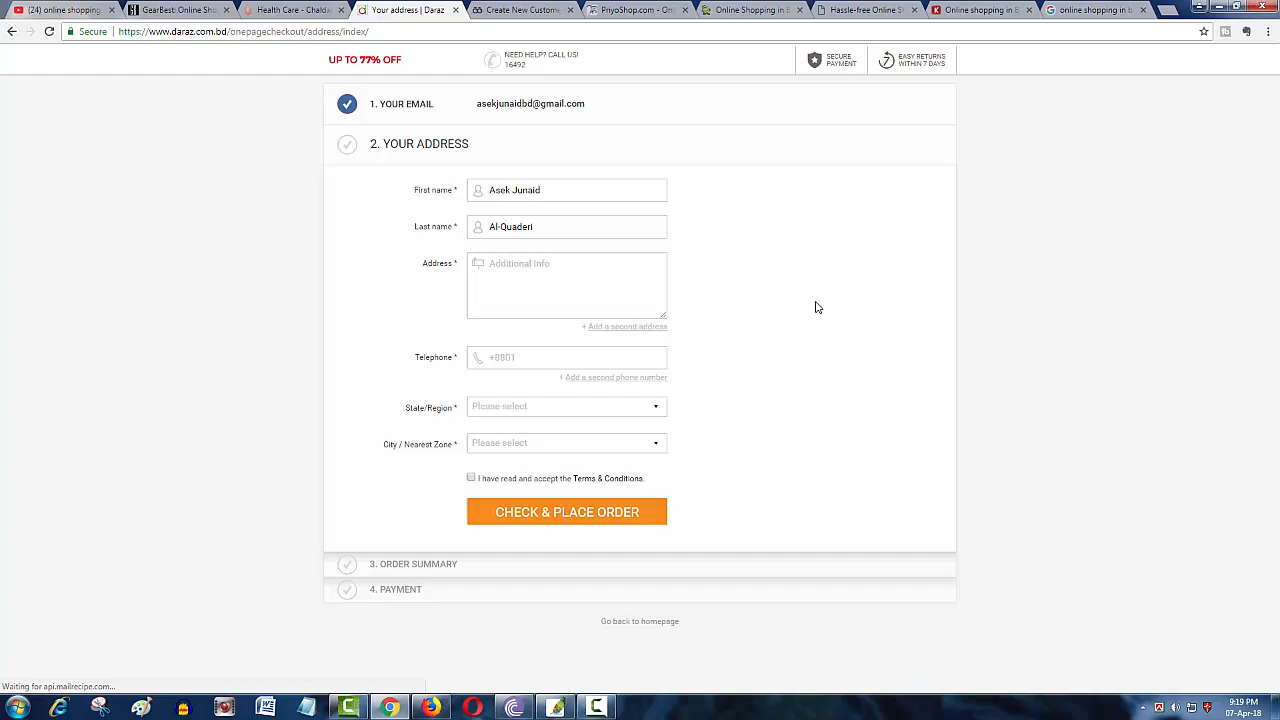 (24) online shopping
GearBest: Online Sho
Health Care - Chalda
Your address | Daraz
Create New Custome
PriyoShop.com - Onl
Online Shopping in B
Hassle-free Online S
Online shopping in B
online shopping in b
Secure
https://www.daraz.com.bd/onepagecheckout/address/index/
UP TO 77% OFF
NEED HELP? CALL US!
16492
SECURE
PAYMENT
EASY RETURNS
WITHIN 7 DAYS
1. YOUR EMAIL asekjunaidbd@gmail.com
2. YOUR ADDRESS
First name * Asek Junaid
Last name * Al-Quaderi
Address * Additional Info
+ Add a second address
Telephone * +8801
+ Add a second phone number
State/Region * Please select
City / Nearest Zone * Please select
I have read and accept the Terms & Conditions.
CHECK & PLACE ORDER
3. ORDER SUMMARY
4. PAYMENT
Go back to homepage
Waiting for api.mailrecipe.com...
9:19 PM
07-Apr-18